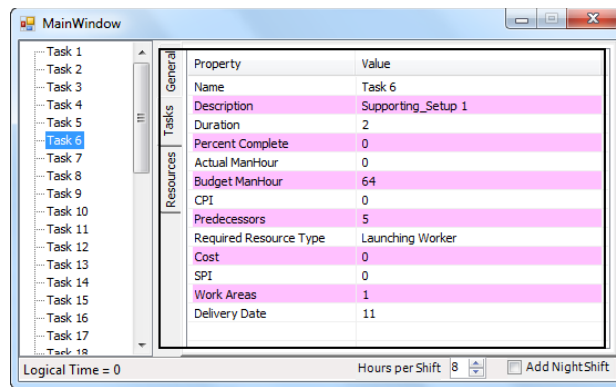 MainWindow
Task 1
Task 2
Task 3
Task 4
Task 5
Task 6
Task 7
Task 8
Task 9
Task 10
Task 11
Task 12
Task 13
Task 14
Task 15
Task 16
Task 17
Task 18
General
Tasks
Resources
Property Value
Name Task 6
Description Supporting_Setup 1
Duration 2
Percent Complete 0
Actual ManHour 0
Budget ManHour 64
CPI 0
Predecessors 5
Required Resource Type Launching Worker
Cost 0
SPI 0
Work Areas 1
Delivery Date 11
Logical Time = 0 Hours per Shift 8 Add NightShift